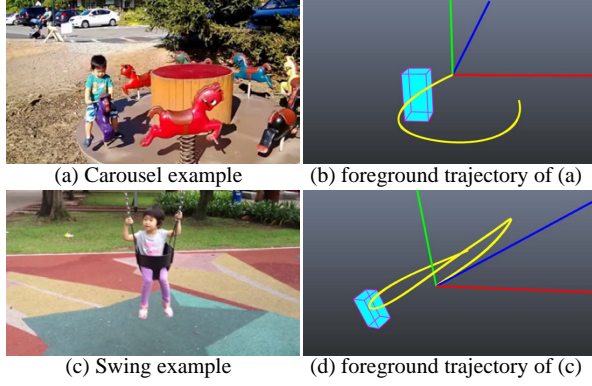 (a) Carousel example
(b) foreground trajectory of (a)
(c) Swing example
(d) foreground trajectory of (c)